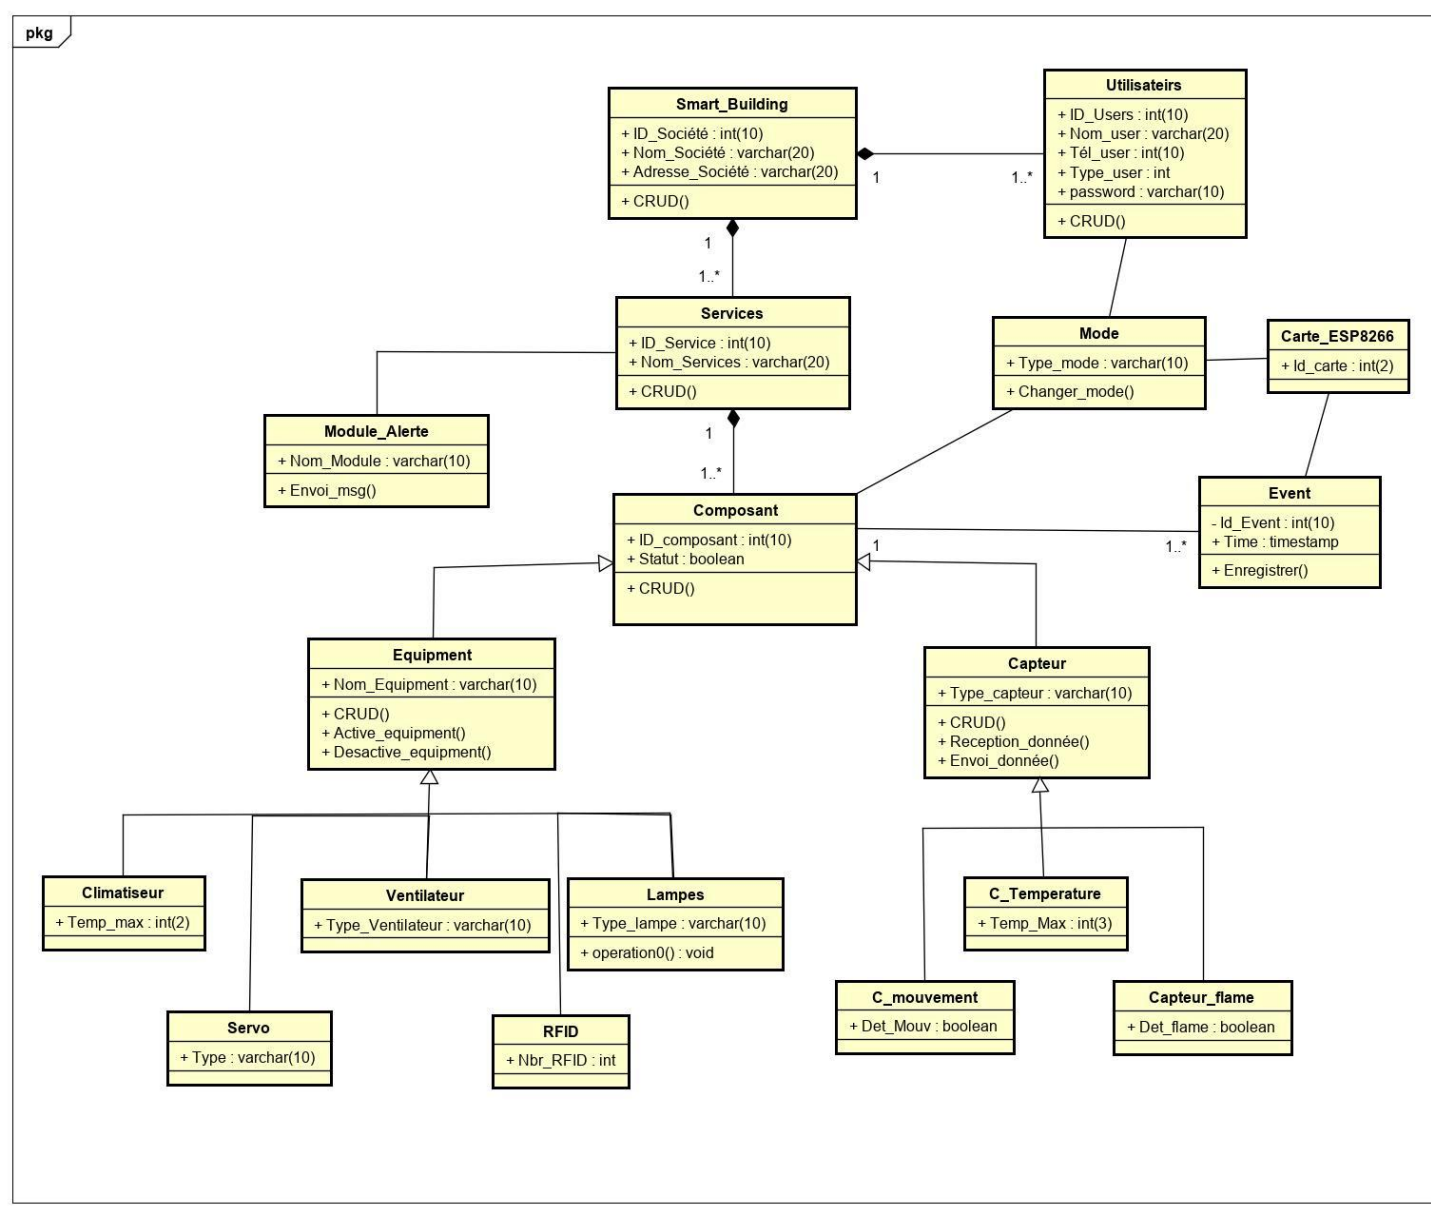 pkg
Smart_Building
+ ID_Société : int(10)
+ Nom_Société : varchar(20)
+ Adresse_Société : varchar(20)
+ CRUD()
Utilisateirs
+ ID_Users : int(10)
+ Nom_user : varchar(20)
+ Tél_user : int(10)
+ Type_user : int
+ password : varchar(10)
+ CRUD()
1
1..*
1
1..*
Services
+ ID_Service : int(10)
+ Nom_Services : varchar(20)
+ CRUD()
Mode
+ Type_mode : varchar(10)
+ Changer_mode()
Carte_ESP8266
+ Id_carte : int(2)
Module_Alerte
+ Nom_Module : varchar(10)
+ Envoi_msg()
1
1..*
Composant
+ ID_composant : int(10)
+ Statut : boolean
+ CRUD()
1
1..*
Event
- Id_Event : int(10)
+ Time : timestamp
+ Enregistrer()
Equipment
+ Nom_Equipment : varchar(10)
+ CRUD()
+ Active_equipment()
+ Desactive_equipment()
Capteur
+ Type_capteur : varchar(10)
+ CRUD()
+ Reception_donnée()
+ Envoi_donnée()
Climatiseur
+ Temp_max : int(2)
Ventilateur
+ Type_Ventilateur : varchar(10)
Lampes
+ Type_lampe : varchar(10)
+ operation0() : void
C_Temperature
+ Temp_Max : int(3)
Servo
+ Type : varchar(10)
RFID
+ Nbr_RFID : int
C_mouvement
+ Det_Mouv : boolean
Capteur_flame
+ Det_flame : boolean